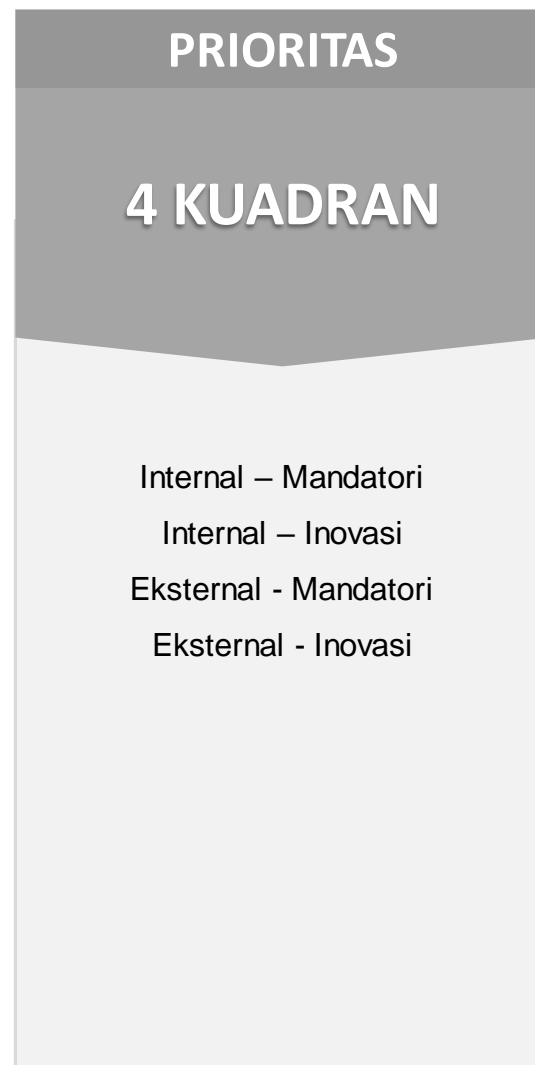 PRIORITAS
4 KUADRAN
Internal – Mandatori
Internal – Inovasi
Eksternal - Mandatori
Eksternal - Inovasi